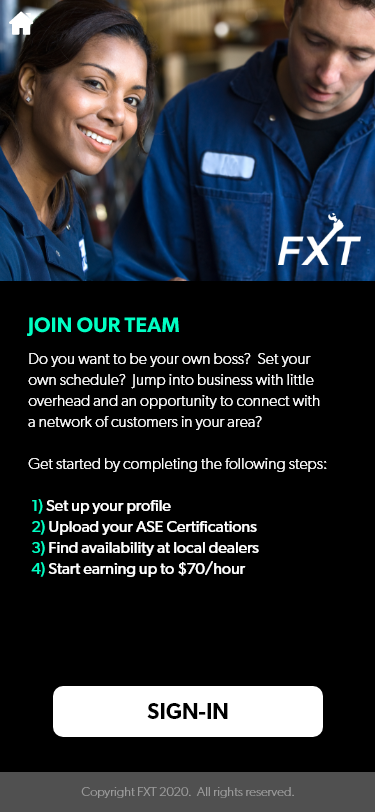 FXT
JOIN OUR TEAM
Do you want to be your own boss?  Set your
own schedule?  Jump into business with little
overhead and an opportunity to connect with
a network of customers in your area?
Get started by completing the following steps:
1) Set up your profile
2) Upload your ASE Certifications
3) Find availability at local dealers
4) Start earning up to $70/hour
SIGN-IN
Copyright FXT 2020.  All rights reserved.